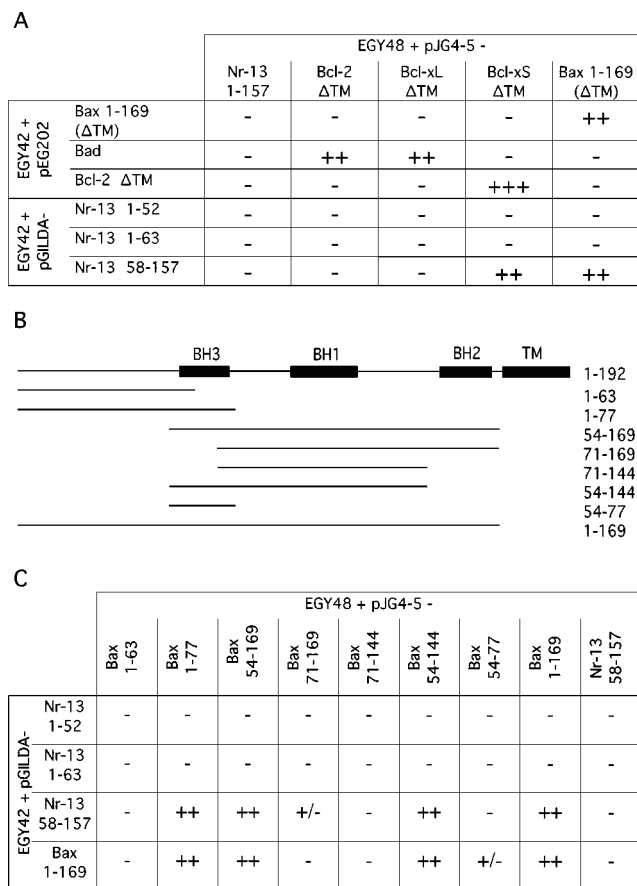 A
EGY48 + pJG4-5 -
Nr-13 1-157 Bcl-2 ΔTM Bcl-xL ΔTM Bcl-xS ΔTM Bax 1-169 (ΔTM)
EGY42 + pEG202
Bax 1-169 (ΔTM) - - - - ++
Bad - ++ ++ - -
Bcl-2 ΔTM - - - +++ -
EGY42 + pGILDA-
Nr-13 1-52 - - - - -
Nr-13 1-63 - - - - -
Nr-13 58-157 - - - ++ ++
B
BH3 BH1 BH2 TM
1-192
1-63
1-77
54-169
71-169
71-144
54-144
54-77
1-169
C
EGY48 + pJG4-5 -
Bax 1-63 Bax 1-77 Bax 54-169 Bax 71-169 Bax 71-144 Bax 54-144 Bax 54-77 Bax 1-169 Nr-13 58-157
EGY42 + pGILDA-
Nr-13 1-52 - - - - - - - - -
Nr-13 1-63 - - - - - - - - -
Nr-13 58-157 - ++ ++ +/- - ++ - ++ -
Bax 1-169 - ++ ++ - - ++ +/- ++ -